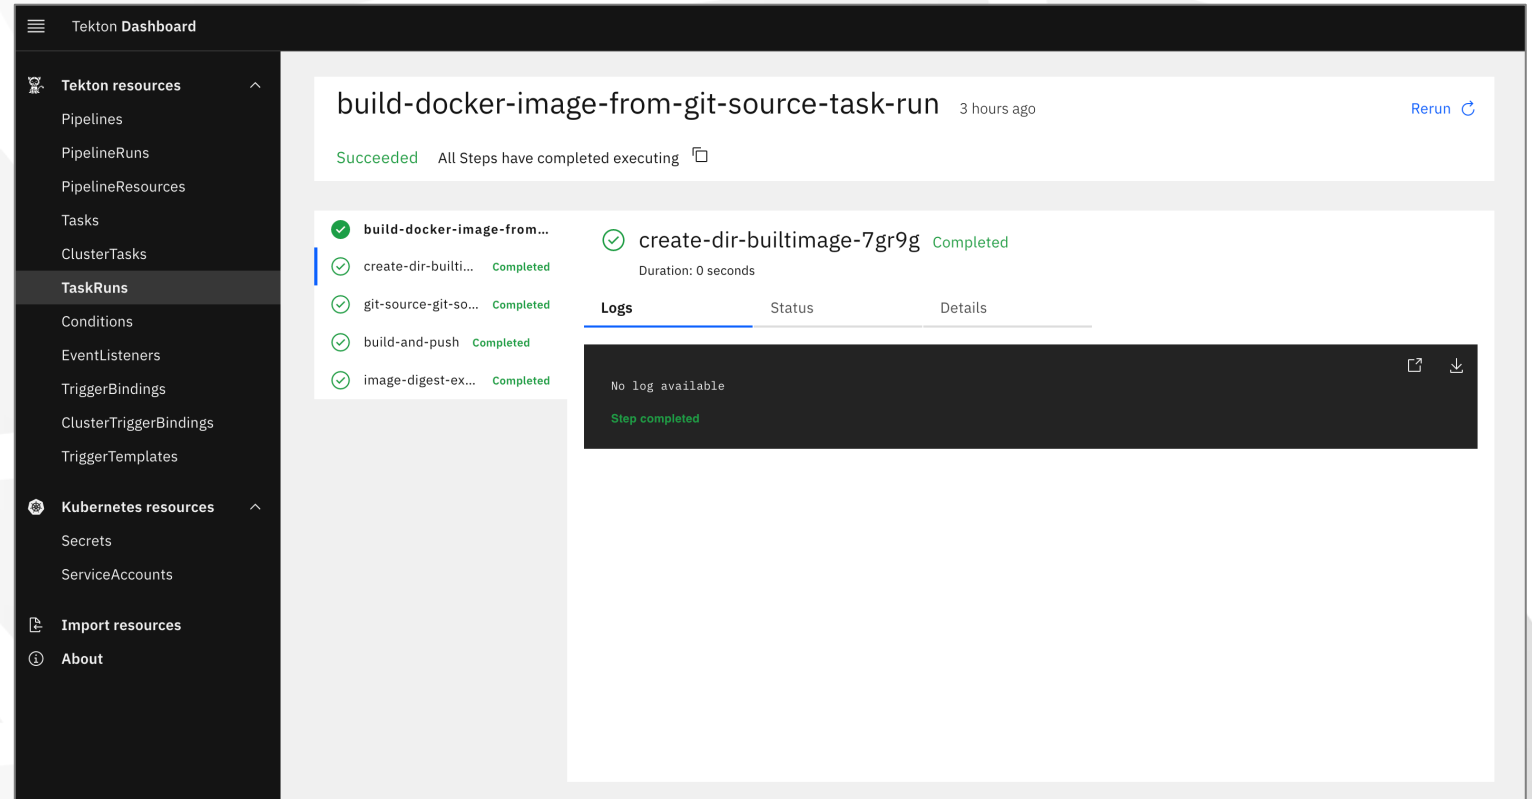 Tekton Dashboard
Tekton resources
Pipelines
PipelineRuns
PipelineResources
Tasks
ClusterTasks
TaskRuns
Conditions
EventListeners
TriggerBindings
ClusterTriggerBindings
TriggerTemplates
Kubernetes resources
Secrets
ServiceAccounts
Import resources
About
build-docker-image-from-git-source-task-run 3 hours ago
Rerun
Succeeded All Steps have completed executing
build-docker-image-from...
create-dir-builti... Completed
git-source-git-so... Completed
build-and-push Completed
image-digest-ex... Completed
create-dir-builtimage-7gr9g Completed
Duration: 0 seconds
Logs Status Details
No log available
Step completed